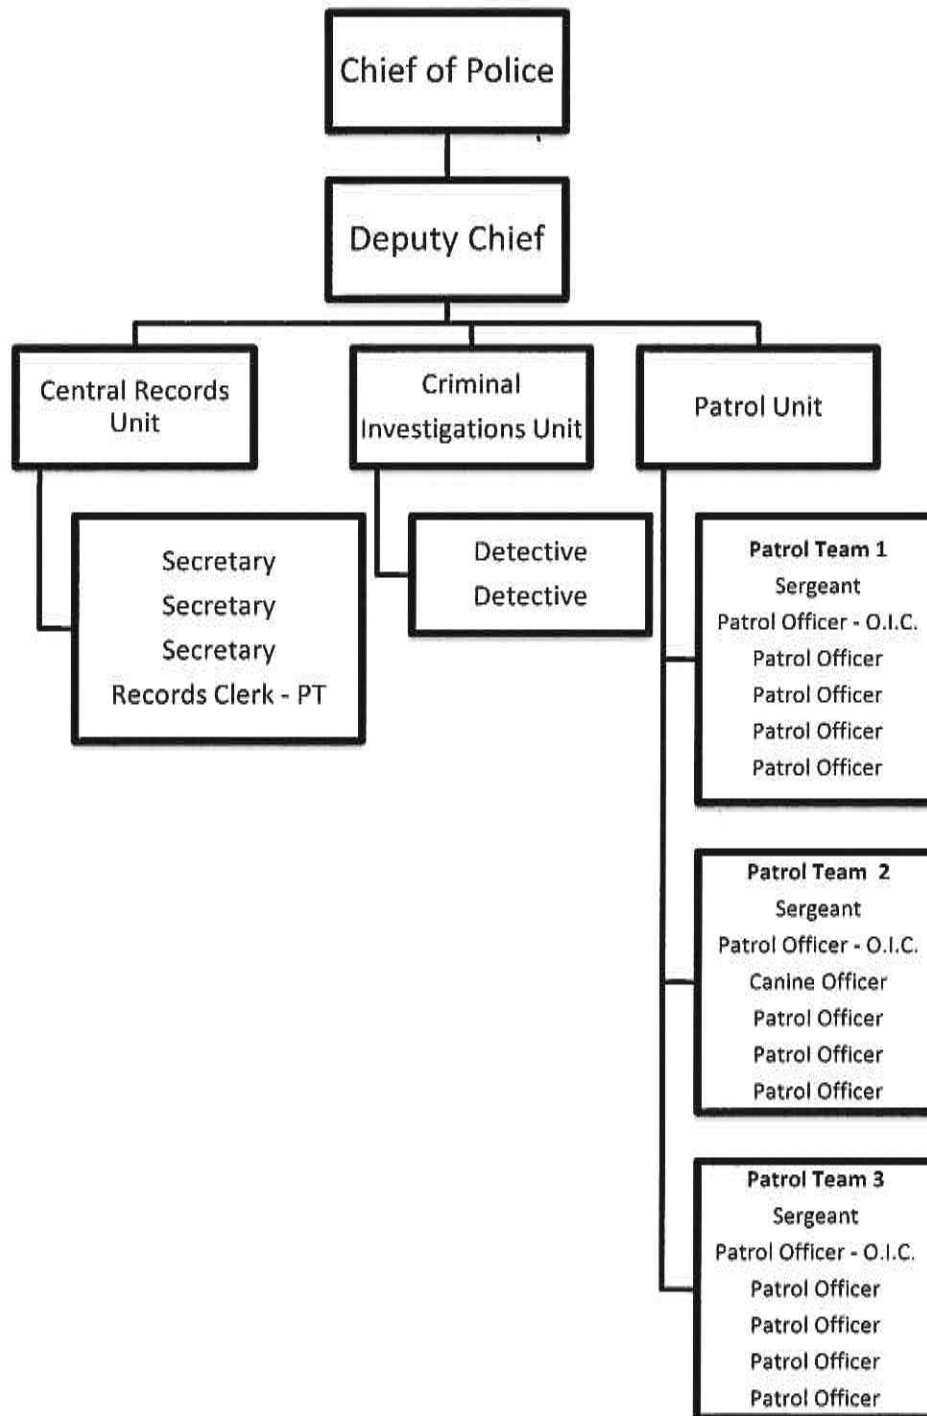 Chief of Police
Deputy Chief
Central Records
Unit
Criminal
Investigations Unit
Patrol Unit
Secretary
Secretary
Secretary
Records Clerk - PT
Detective
Detective
Patrol Team 1
Sergeant
Patrol Officer - O.I.C.
Patrol Officer
Patrol Officer
Patrol Officer
Patrol Officer
Patrol Team 2
Sergeant
Patrol Officer - O.I.C.
Canine Officer
Patrol Officer
Patrol Officer
Patrol Officer
Patrol Team 3
Sergeant
Patrol Officer - O.I.C.
Patrol Officer
Patrol Officer
Patrol Officer
Patrol Officer